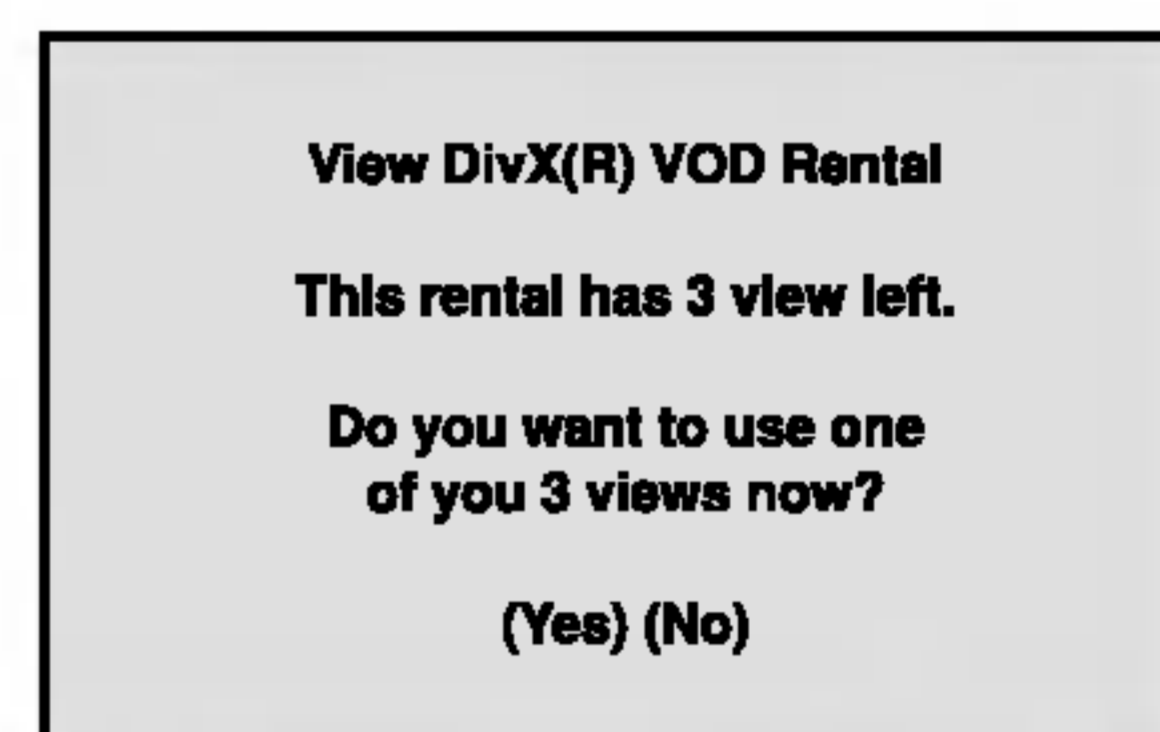 View DivX(R) VOD Rental
This rental has 3 view left.
Do you want to use one
of you 3 views now?
(Yes) (No)